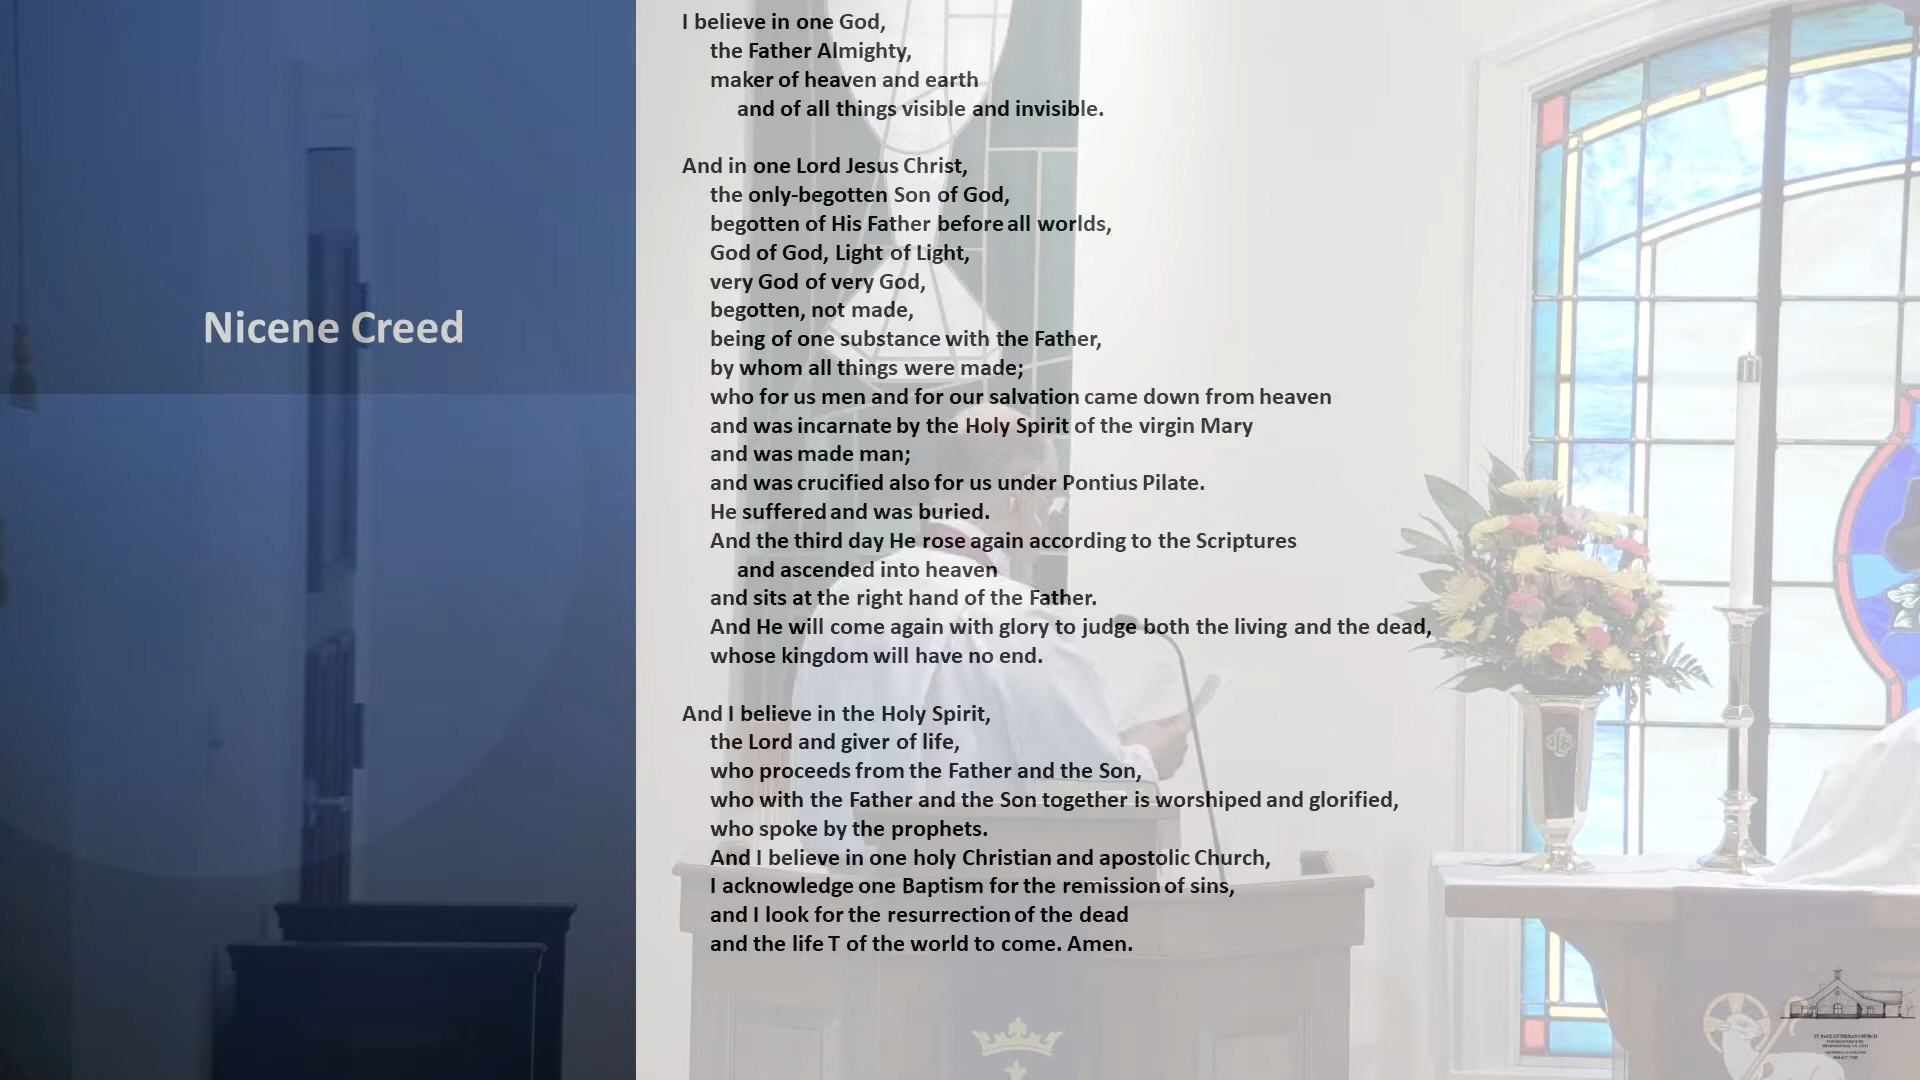 Nicene Creed
I believe in one God,
the Father Almighty,
maker of heaven and earth
and of all things visible and invisible.
And in one Lord Jesus Christ,
the only-begotten Son of God,
begotten of His Father before all worlds,
God of God, Light of Light,
very God of very God,
begotten, not made,
being of one substance with the Father,
by whom all things were made;
who for us men and for our salvation came down from heaven
and was incarnate by the Holy Spirit of the virgin Mary
and was made man;
and was crucified also for us under Pontius Pilate.
He suffered and was buried.
And the third day He rose again according to the Scriptures
and ascended into heaven
and sits at the right hand of the Father.
And He will come again with glory to judge both the living and the dead,
whose kingdom will have no end.
And I believe in the Holy Spirit,
the Lord and giver of life,
who proceeds from the Father and the Son,
who with the Father and the Son together is worshiped and glorified,
who spoke by the prophets.
And I believe in one holy Christian and apostolic Church,
I acknowledge one Baptism for the remission of sins,
and I look for the resurrection of the dead
and the life T of the world to come. Amen.
ST. PAUL LUTHERAN CHURCH